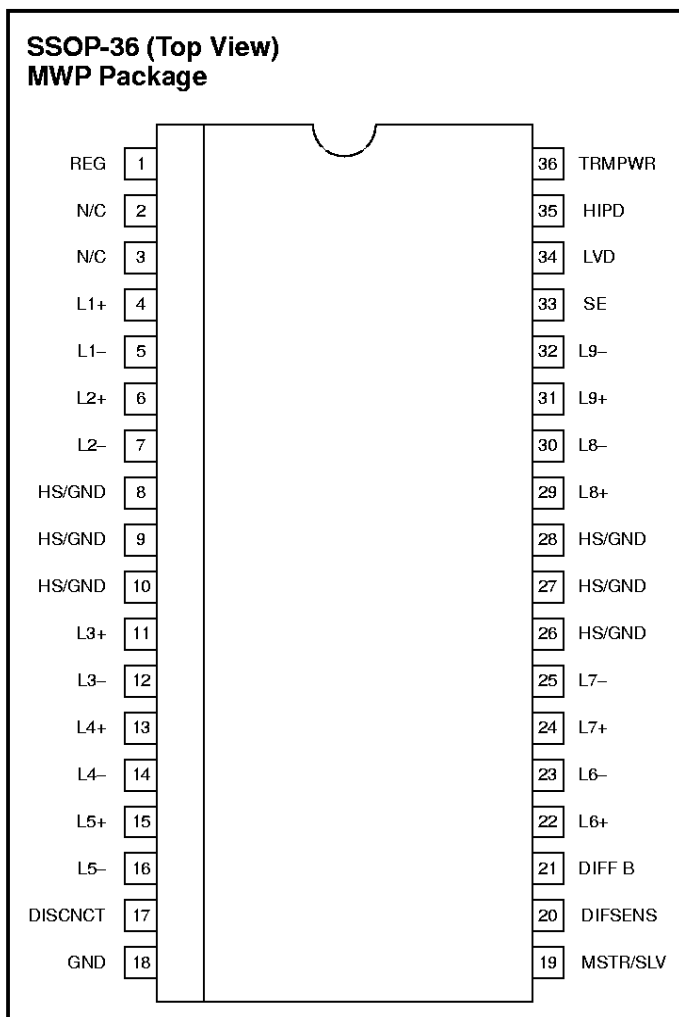 SSOP-36 (Top View)
MWP Package
REG 1 36 TRMPWR
N/C 2 35 HIPD
N/C 3 34 LVD
L1+ 4 33 SE
L1– 5 32 L9–
L2+ 6 31 L9+
L2– 7 30 L8–
HS/GND 8 29 L8+
HS/GND 9 28 HS/GND
HS/GND 10 27 HS/GND
L3+ 11 26 HS/GND
L3– 12 25 L7–
L4+ 13 24 L7+
L4– 14 23 L6–
L5+ 15 22 L6+
L5– 16 21 DIFF B
DISCNCT 17 20 DIFSENS
GND 18 19 MSTR/SLV